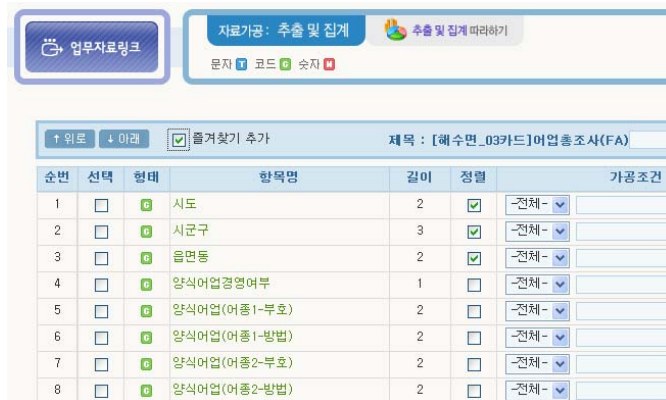 업무자료링크
자료가공: 추출 및 집계
추출 및 집계 따라하기
문자 T 코드 C 숫자 N
↑ 위로 ↓ 아래 즐겨찾기 추가 제목 : [해수면_03카드]어업총조사(FA)
순번 선택 형태 항목명 길이 정렬 가공조건
1 C 시도 2 -전체-
2 C 시군구 3 -전체-
3 C 읍면동 2 -전체-
4 C 양식어업경영여부 1 -전체-
5 C 양식어업(어종1-부호) 2 -전체-
6 C 양식어업(어종1-방법) 2 -전체-
7 C 양식어업(어종2-부호) 2 -전체-
8 C 양식어업(어종2-방법) 2 -전체-